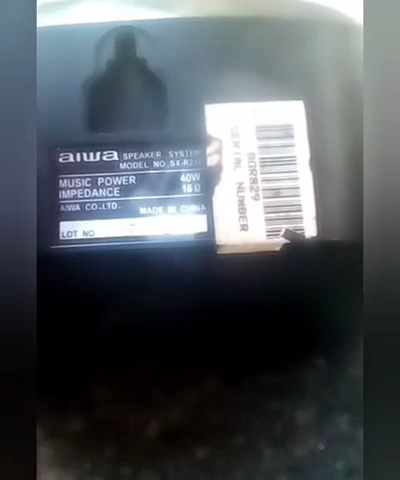 aiwa SPEAKER SYSTEM
MODEL NO.
MUSIC POWER 40W
IMPEDANCE 16Ω
AIWA CO.,LTD. MADE IN CHINA
LOT NO
SERIAL NUMBER